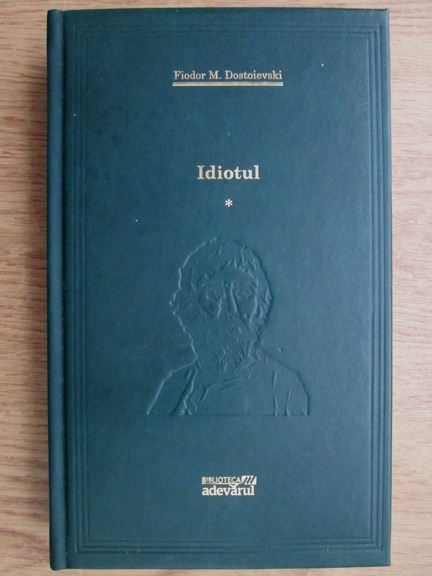 Fiodor M. Dostoievski
Idiotul
*
BIBLIOTECA
adevărul